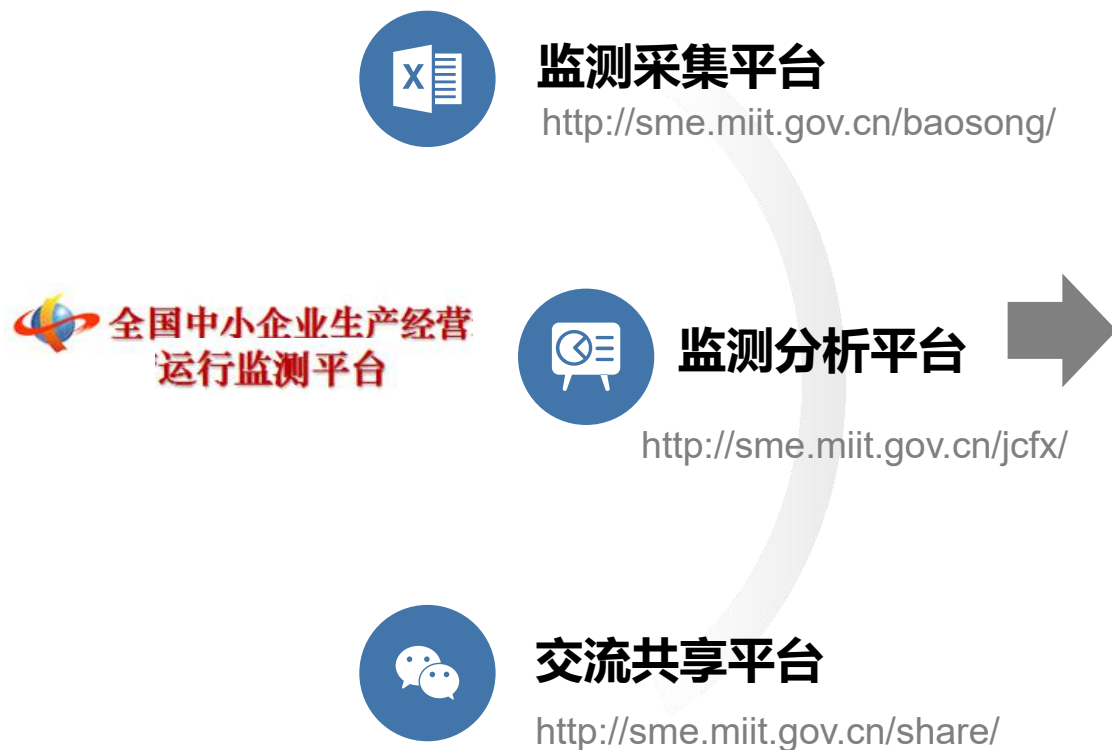 监测采集平台
http://sme.miit.gov.cn/baosong/
全国中小企业生产经营
运行监测平台
监测分析平台
http://sme.miit.gov.cn/jcfx/
交流共享平台
http://sme.miit.gov.cn/share/